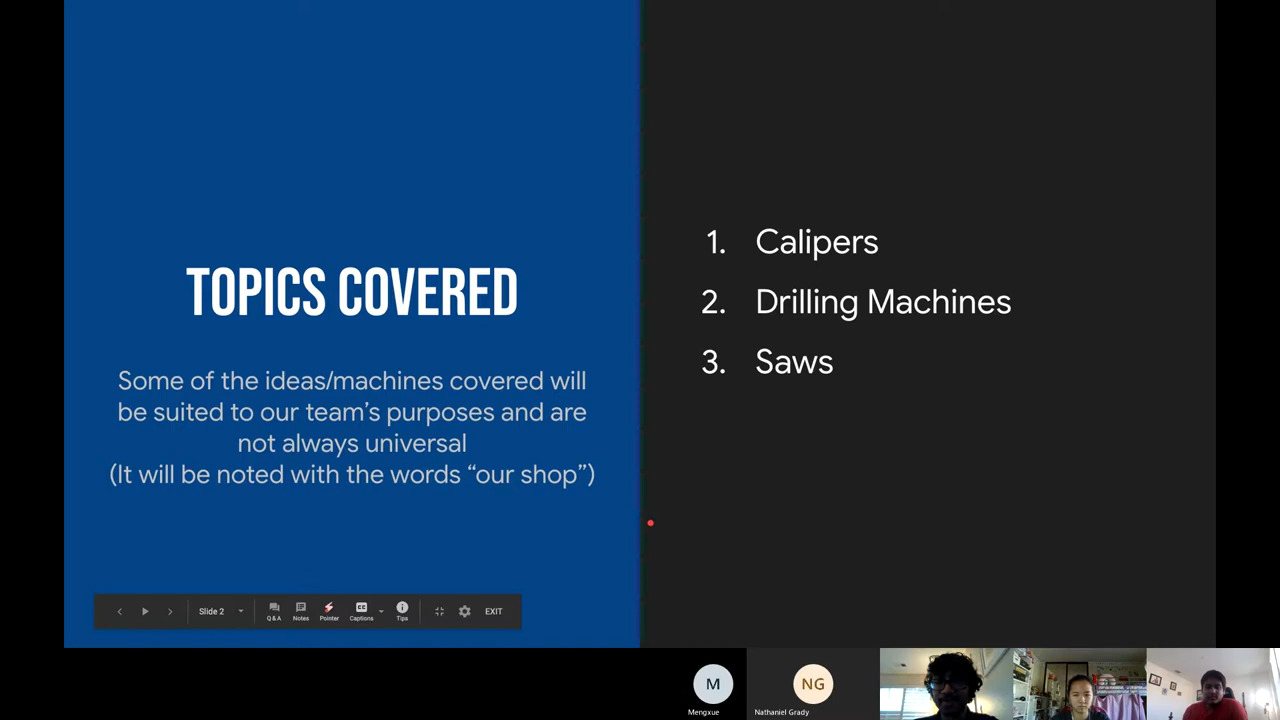 TOPICS COVERED
Some of the ideas/machines covered will
be suited to our team's purposes and are
not always universal
(It will be noted with the words “our shop”)
1. Calipers
2. Drilling Machines
3. Saws
Slide 2
Q&A
Notes
Pointer
CC
Captions
Tips
EXIT
M
Mengxue
NG
Nathaniel Grady